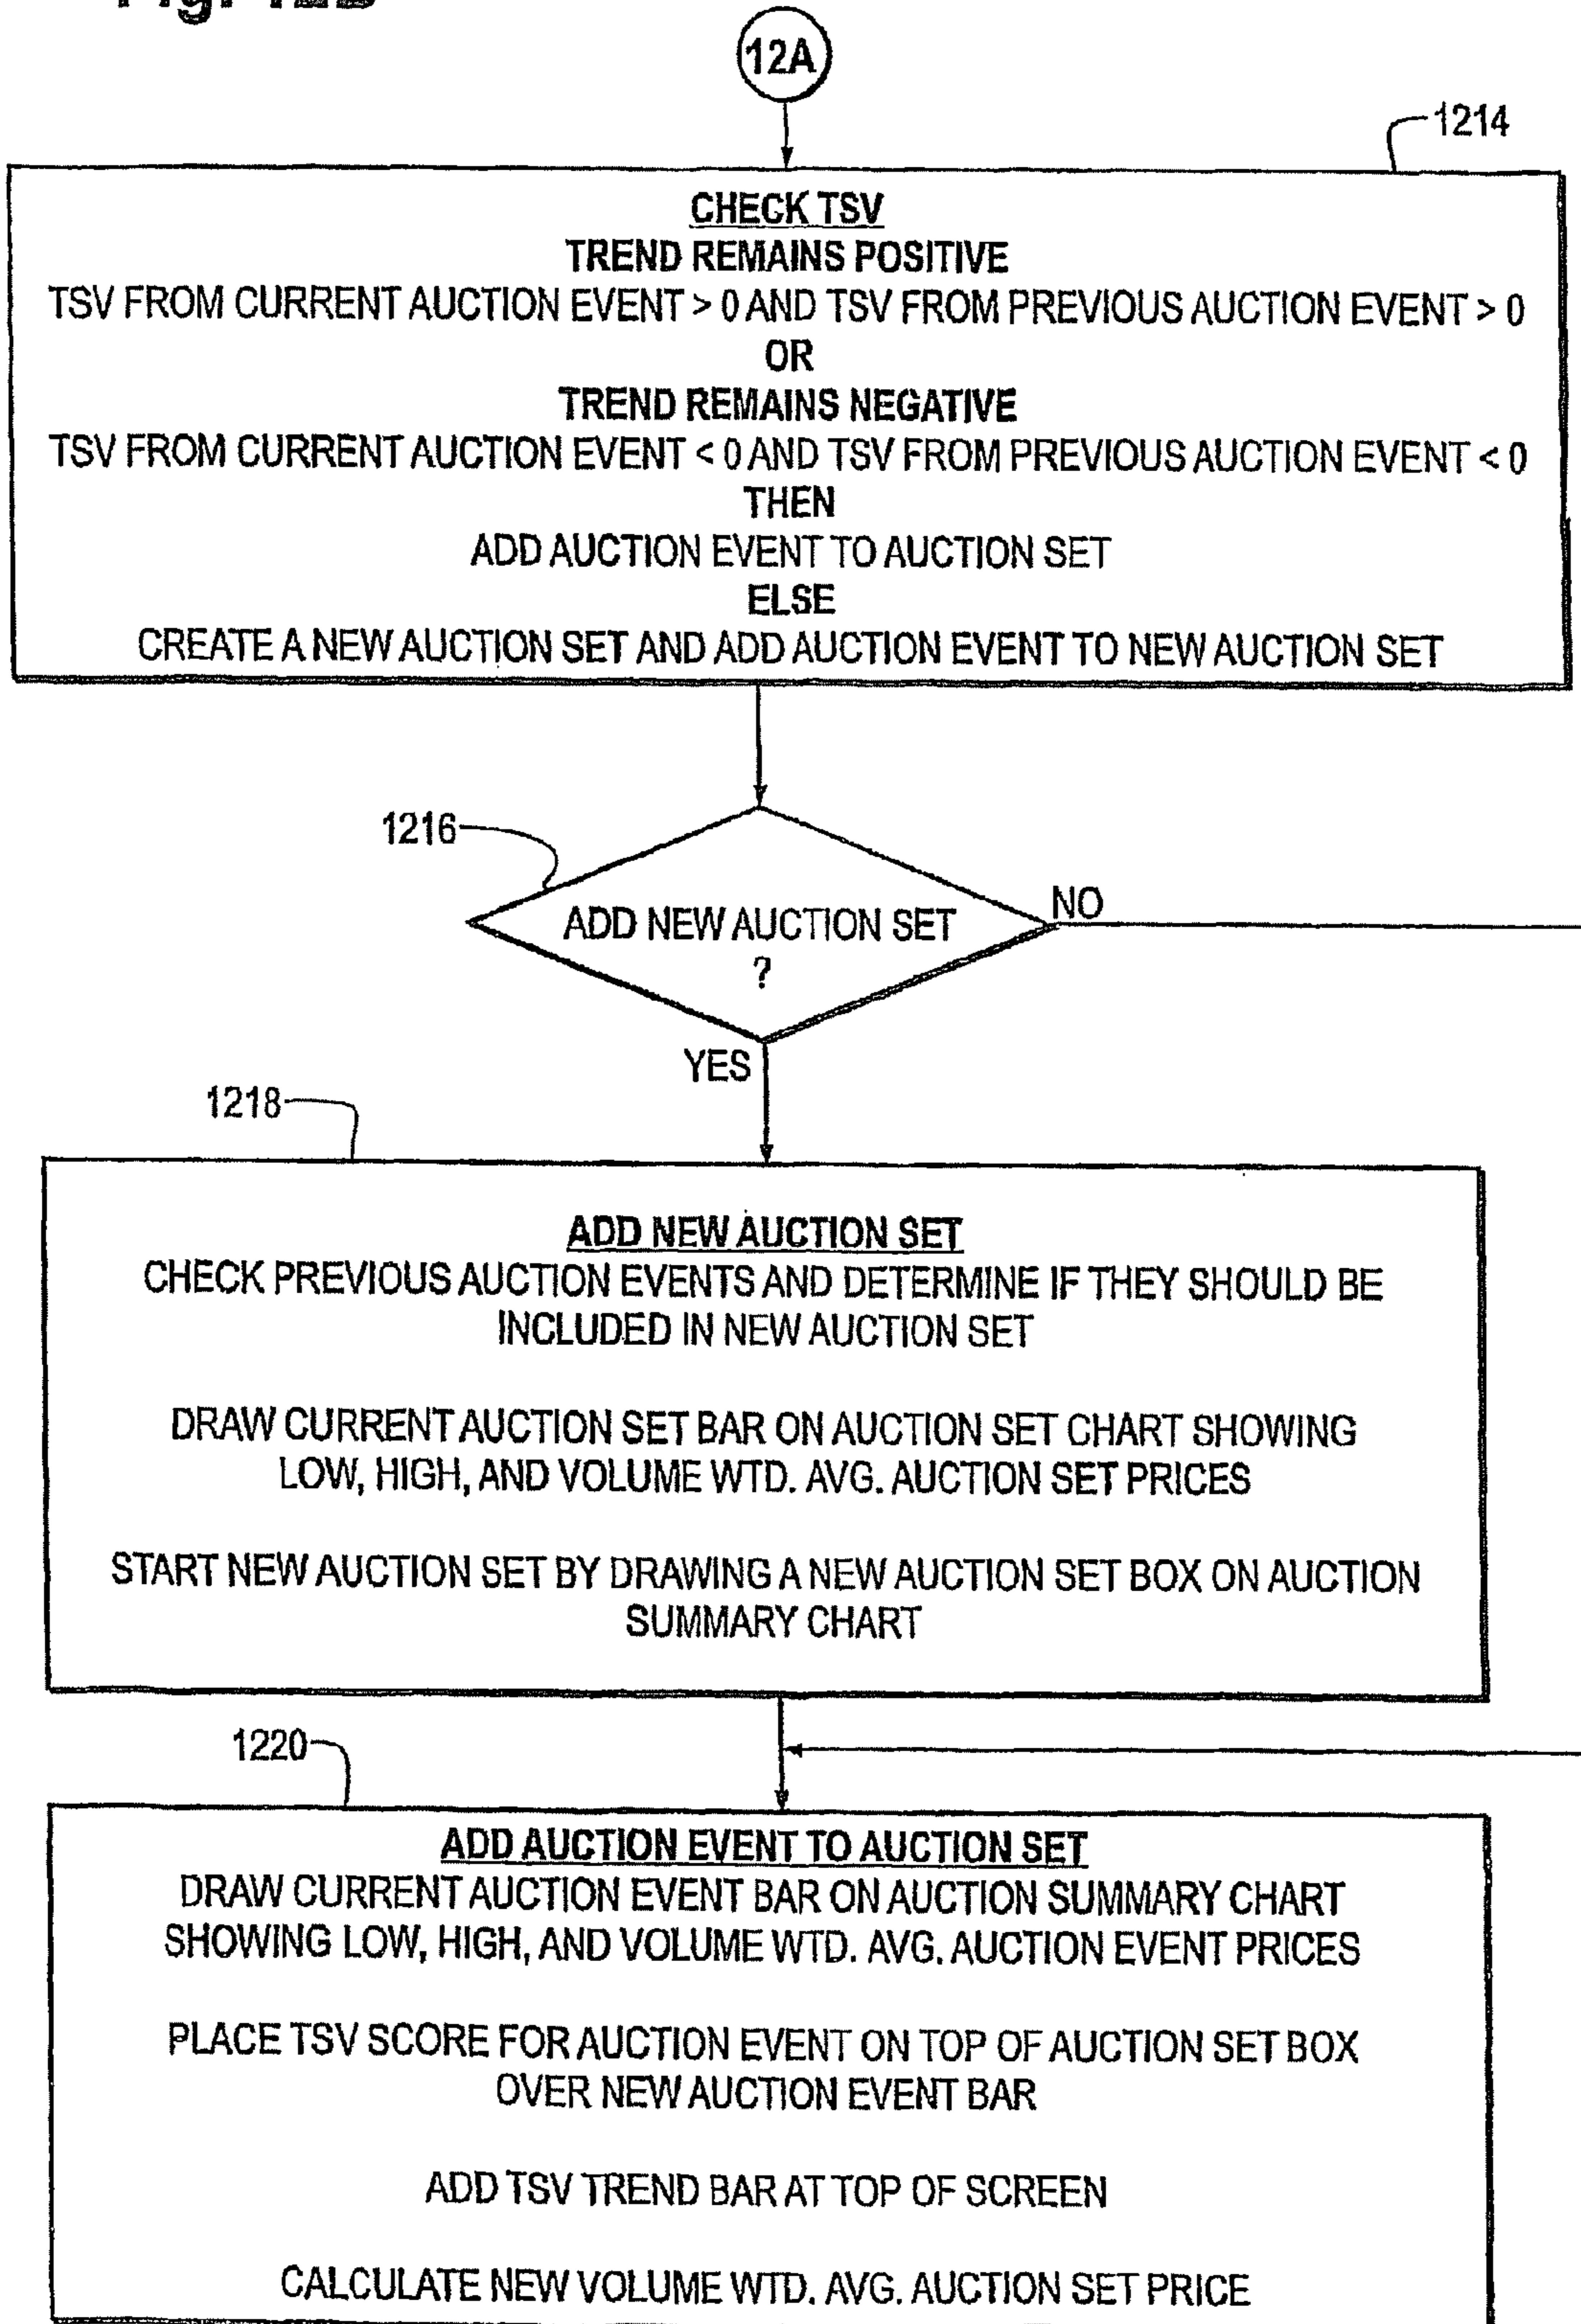 12A
1214
CHECK TSV
TREND REMAINS POSITIVE
TSV FROM CURRENT AUCTION EVENT > 0 AND TSV FROM PREVIOUS AUCTION EVENT > 0
OR
TREND REMAINS NEGATIVE
TSV FROM CURRENT AUCTION EVENT < 0 AND TSV FROM PREVIOUS AUCTION EVENT < 0
THEN
ADD AUCTION EVENT TO AUCTION SET
ELSE
CREATE A NEW AUCTION SET AND ADD AUCTION EVENT TO NEW AUCTION SET
1216
NO
ADD NEW AUCTION SET
?
YES
1218
ADD NEW AUCTION SET
CHECK PREVIOUS AUCTION EVENTS AND DETERMINE IF THEY SHOULD BE
INCLUDED IN NEW AUCTION SET
DRAW CURRENT AUCTION SET BAR ON AUCTION SET CHART SHOWING
LOW, HIGH, AND VOLUME WTD. AVG. AUCTION SET PRICES
START NEW AUCTION SET BY DRAWING A NEW AUCTION SET BOX ON AUCTION
SUMMARY CHART
1220
ADD AUCTION EVENT TO AUCTION SET
DRAW CURRENT AUCTION EVENT BAR ON AUCTION SUMMARY CHART
SHOWING LOW, HIGH, AND VOLUME WTD. AVG. AUCTION EVENT PRICES
PLACE TSV SCORE FOR AUCTION EVENT ON TOP OF AUCTION SET BOX
OVER NEW AUCTION EVENT BAR
ADD TSV TREND BAR AT TOP OF SCREEN
CALCULATE NEW VOLUME WTD. AVG. AUCTION SET PRICE